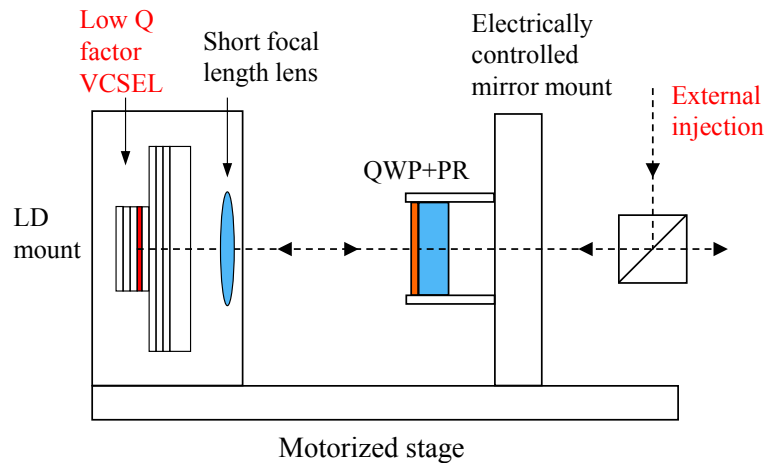 Low Q
factor
VCSEL
Short focal
length lens
Electrically
controlled
mirror mount
External
injection
QWP+PR
LD
mount
Motorized stage